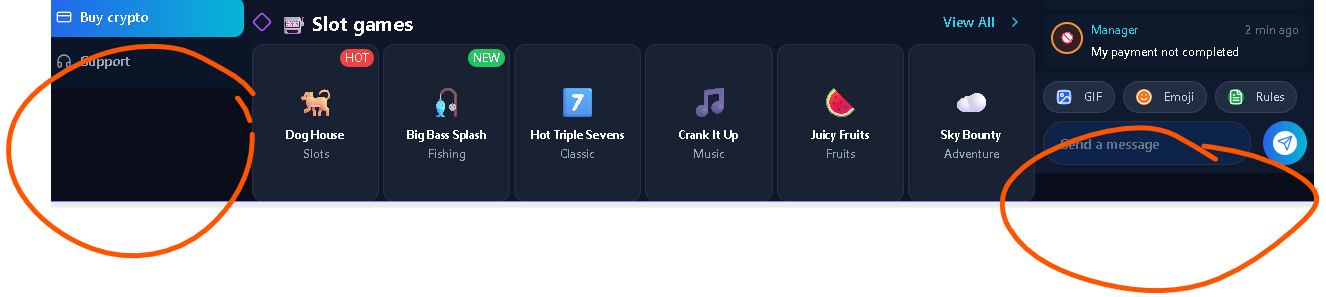 Buy crypto
Support
Slot games
View All
HOT
Dog House
Slots
NEW
Big Bass Splash
Fishing
7
Hot Triple Sevens
Classic
Crank It Up
Music
Juicy Fruits
Fruits
Sky Bounty
Adventure
Manager
2 min ago
My payment not completed
GIF
Emoji
Rules
Send a message